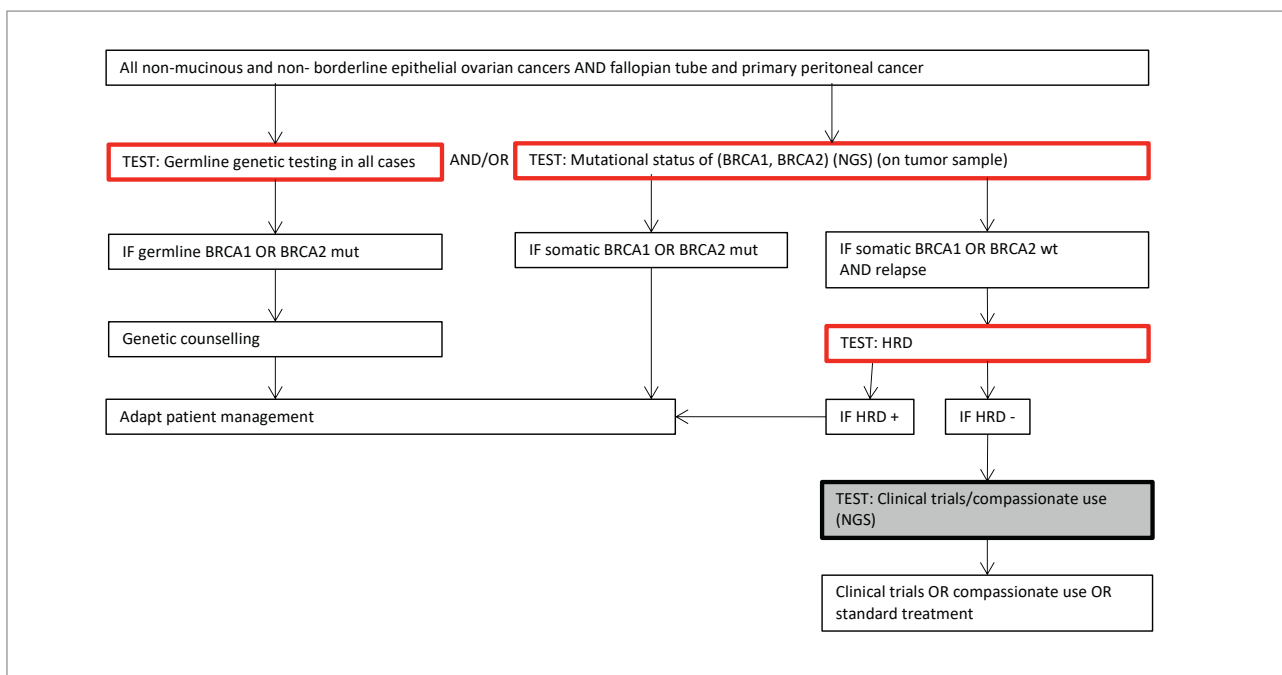 All non-mucinous and non- borderline epithelial ovarian cancers AND fallopian tube and primary peritoneal cancer
TEST: Germline genetic testing in all cases
AND/OR
TEST: Mutational status of (BRCA1, BRCA2) (NGS) (on tumor sample)
IF germline BRCA1 OR BRCA2 mut
IF somatic BRCA1 OR BRCA2 mut
IF somatic BRCA1 OR BRCA2 wt
AND relapse
Genetic counselling
TEST: HRD
Adapt patient management
IF HRD +
IF HRD -
TEST: Clinical trials/compassionate use
(NGS)
Clinical trials OR compassionate use OR
standard treatment